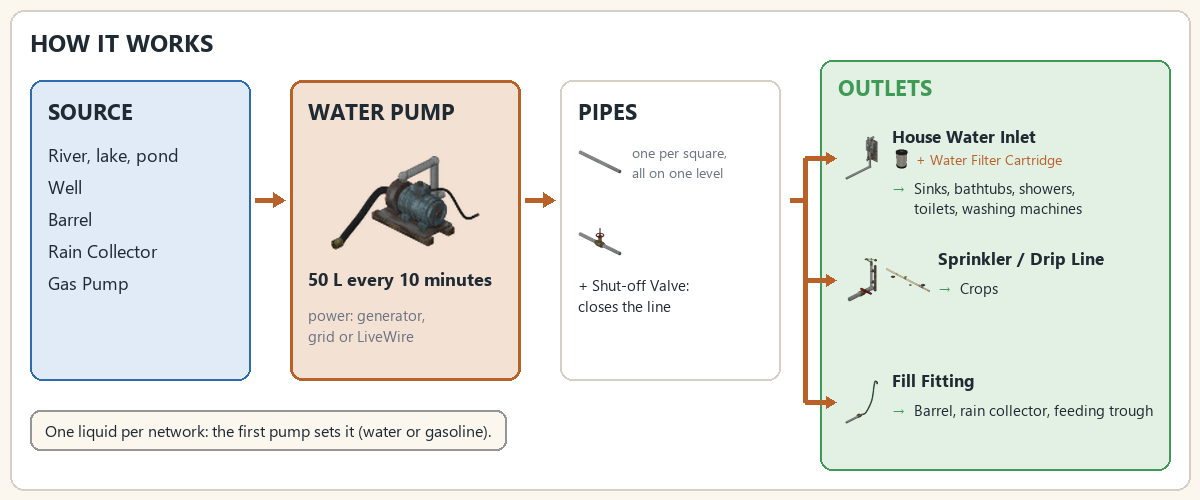 HOW IT WORKS
SOURCE
River, lake, pond
Well
Barrel
Rain Collector
Gas Pump
WATER PUMP
50 L every 10 minutes
power: generator,
grid or LiveWire
PIPES
one per square,
all on one level
+ Shut-off Valve:
closes the line
OUTLETS
House Water Inlet
+ Water Filter Cartridge
→ Sinks, bathtubs, showers,
toilets, washing machines
Sprinkler / Drip Line
→ Crops
Fill Fitting
→ Barrel, rain collector, feeding trough
One liquid per network: the first pump sets it (water or gasoline).